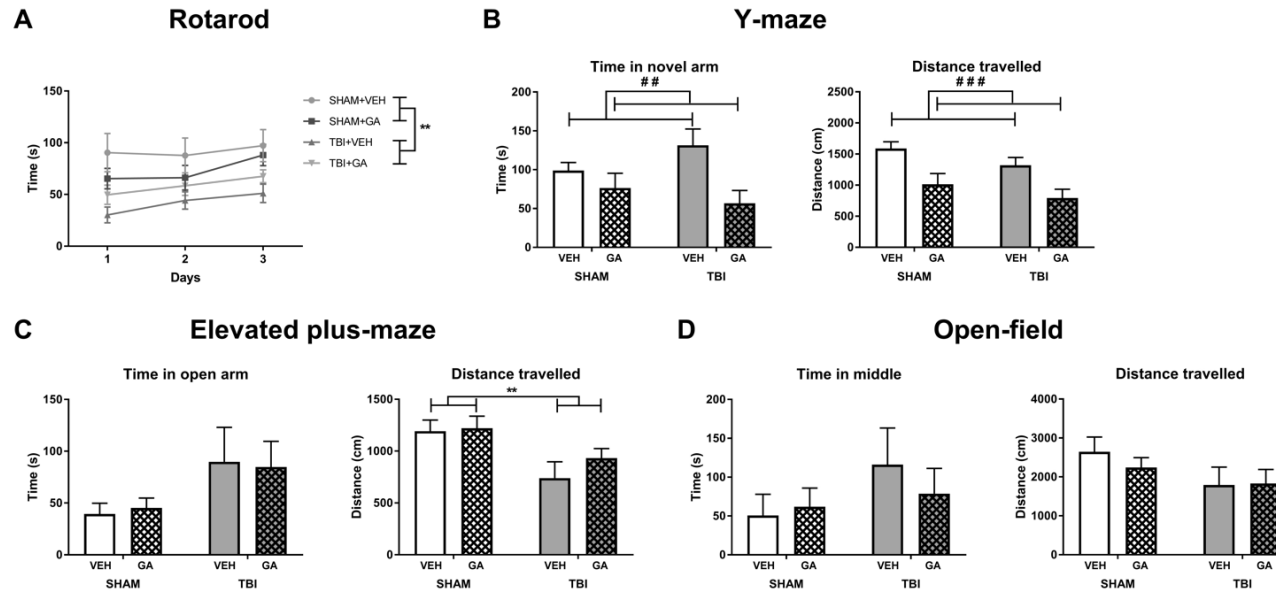 A Rotarod
Time (s)
150
100
50
0
1 2 3
Days
SHAM+VEH
SHAM+GA
TBI+VEH
TBI+GA
**
B Y-maze
Time in novel arm
# #
Time (s)
200
150
100
50
0
VEH GA VEH GA
SHAM TBI
Distance travelled
# # #
Distance (cm)
2500
2000
1500
1000
500
0
VEH GA VEH GA
SHAM TBI
C Elevated plus-maze
Time in open arm
Time (s)
150
100
50
0
VEH GA VEH GA
SHAM TBI
Distance travelled
**
Distance (cm)
1500
1000
500
0
VEH GA VEH GA
SHAM TBI
D Open-field
Time in middle
Time (s)
200
150
100
50
0
VEH GA VEH GA
SHAM TBI
Distance travelled
Distance (cm)
4000
3000
2000
1000
0
VEH GA VEH GA
SHAM TBI